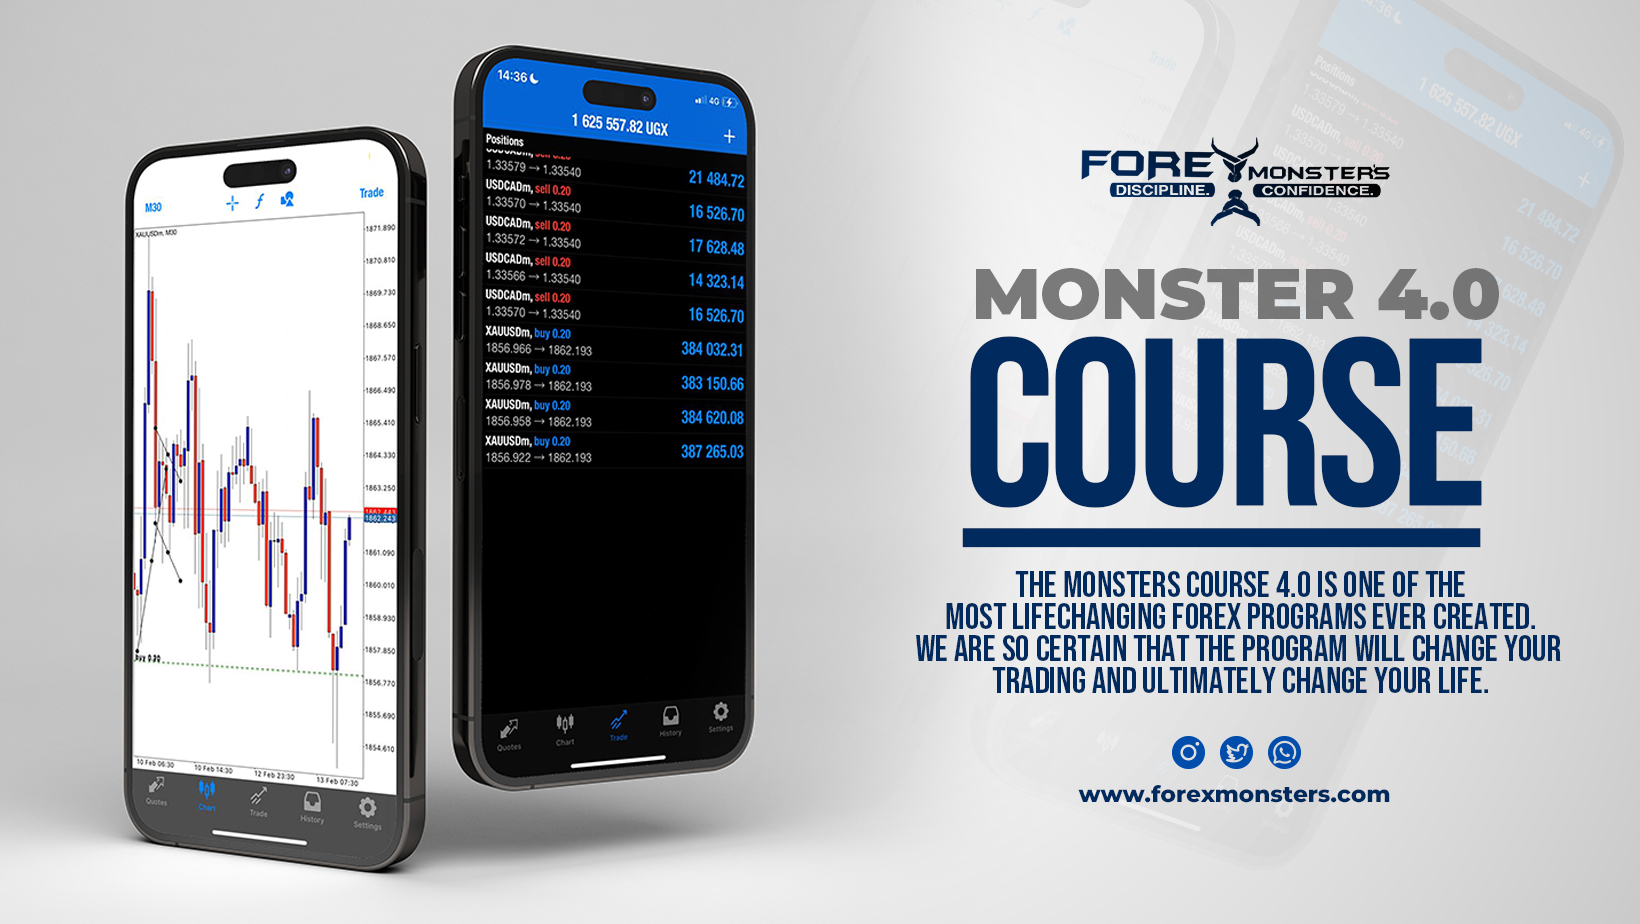 M30
Trade
XAUUSDm, M30
1871.890
1870.810
1869.730
1868.650
1867.570
1866.490
1865.410
1864.330
1863.250
1862.443
1862.243
1861.090
1860.010
1858.930
1857.850
1856.770
1855.690
1854.610
10 Feb 06:30 10 Feb 14:30 12 Feb 23:30 13 Feb 07:30
Quotes Chart Trade History Settings
14:36
4G
1 625 557.82 UGX
+
Positions
USDCADm, sell 0.20
1.33579 → 1.33540 21 484.72
USDCADm, sell 0.20
1.33570 → 1.33540 16 526.70
USDCADm, sell 0.20
1.33572 → 1.33540 17 628.48
USDCADm, sell 0.20
1.33566 → 1.33540 14 323.14
USDCADm, sell 0.20
1.33570 → 1.33540 16 526.70
XAUUSDm, buy 0.20
1856.966 → 1862.193 384 032.31
XAUUSDm, buy 0.20
1856.978 → 1862.193 383 150.66
XAUUSDm, buy 0.20
1856.958 → 1862.193 384 620.08
XAUUSDm, buy 0.20
1856.922 → 1862.193 387 265.03
Quotes Chart Trade History Settings
FOREX MONSTER'S
DISCIPLINE. CONFIDENCE.
MONSTER 4.0
COURSE
THE MONSTERS COURSE 4.0 IS ONE OF THE
MOST LIFECHANGING FOREX PROGRAMS EVER CREATED.
WE ARE SO CERTAIN THAT THE PROGRAM WILL CHANGE YOUR
TRADING AND ULTIMATELY CHANGE YOUR LIFE.
www.forexmonsters.com